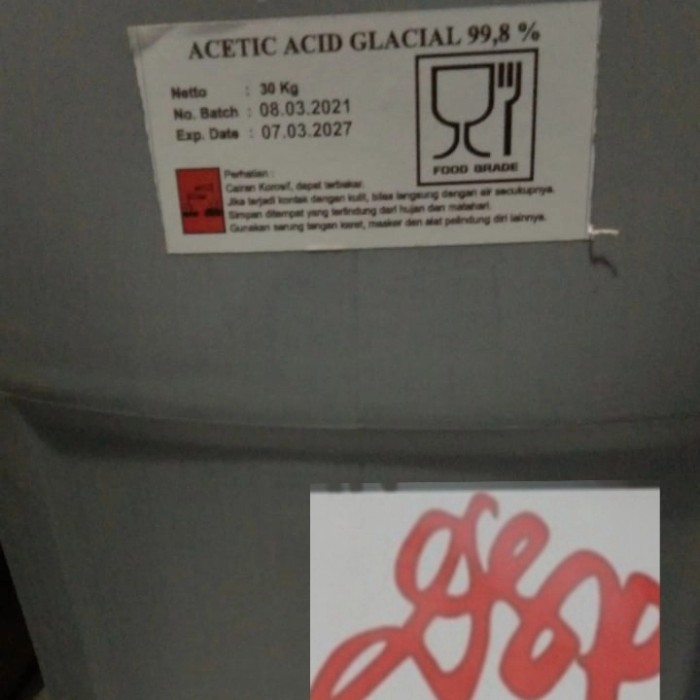 ACETIC ACID GLACIAL 99,8 %
Netto : 30 Kg
No. Batch : 08.03.2021
Exp. Date : 07.03.2027
FOOD GRADE
Perhatian :
Cairan Korosif, dapat terbakar.
Jika terjadi kontak dengan kulit, bilas langsung dengan air secukupnya.
Simpan ditempat yang terlindung dari hujan dan matahari.
Gunakan sarung tangan karet, masker dan alat pelindung diri lainnya.